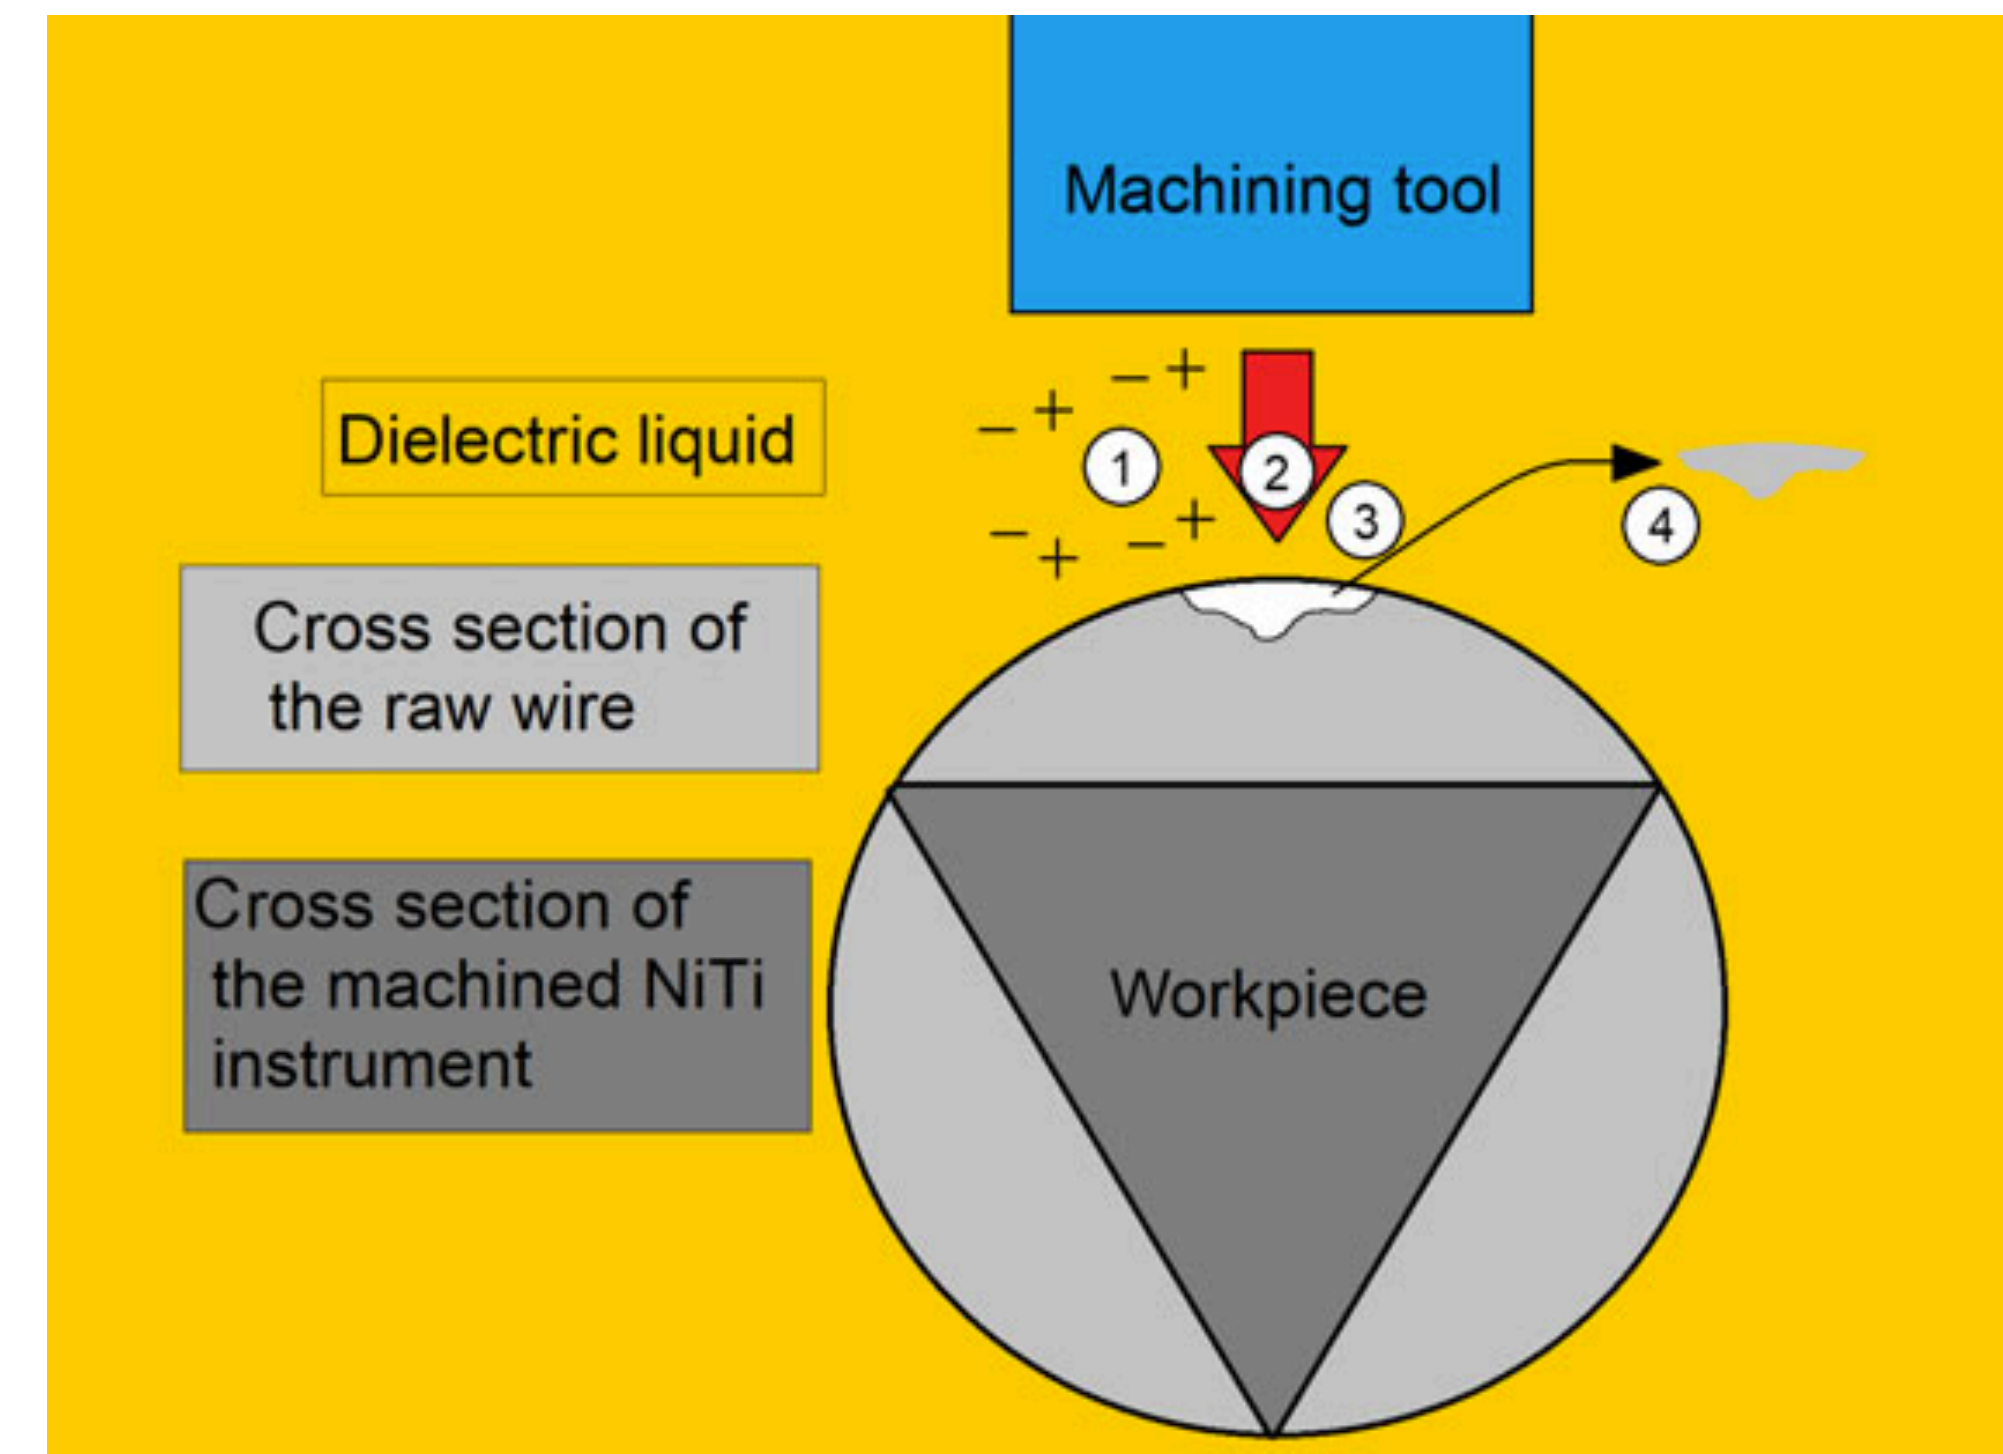 Machining tool
− +
− +
Dielectric liquid
1
2
3
4
− +
− +
Cross section of
the raw wire
Cross section of
the machined NiTi
instrument
Workpiece